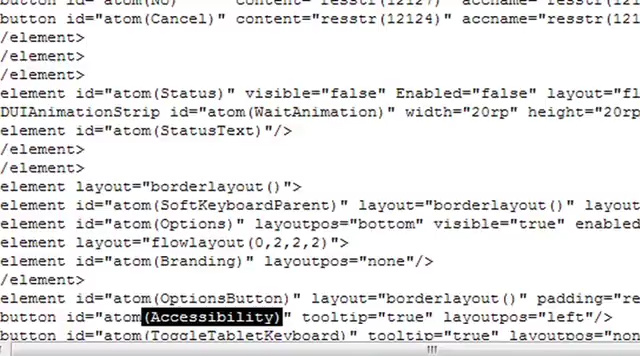 button id="atom(No)" content="resstr(12127) accname="resstr(12
button id="atom(Cancel)" content="resstr(12124)" accname="resstr(1
/element>
/element>
/element>
element id="atom(Status)" visible="false" Enabled="false" layout="fl
DUIAnimationStrip id="atom(WaitAnimation)" width="20rp" height="20rp
element id="atom(StatusText)"/>
/element>
/element>
element layout="borderlayout()">
element id="atom(SoftKeyboardParent)" layout="borderlayout()" layout
element id="atom(Options)" layoutpos="bottom" visible="true" enabled
element layout="flowlayout(0,2,2,2)">
element id="atom(Branding)" layoutpos="none"/>
/element>
element id="atom(OptionsButton)" layout="borderlayout()" padding="re
button id="atom(Accessibility)" tooltip="true" layoutpos="left"/>
button id="atom(ToggleTabletKeyboard)" tooltip="true" layoutpos="non